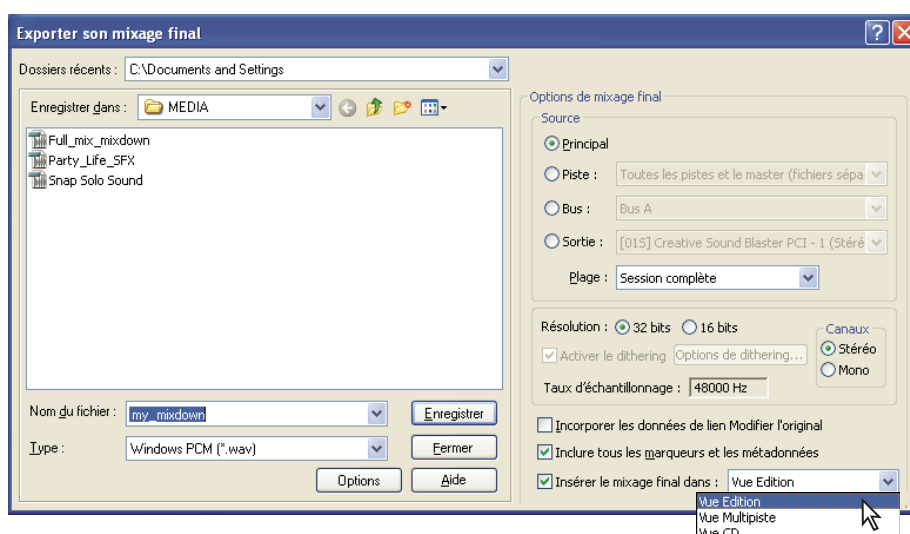 Exporter son mixage final
Dossiers récents : C:\Documents and Settings
Enregistrer dans : MEDIA
Full_mix_mixdown
Party_Life_SFX
Snap Solo Sound
Nom du fichier : my_mixdown Enregistrer
Type : Windows PCM (*.wav) Fermer
Options Aide
Options de mixage final
Source
Principal
Piste : Toutes les pistes et le master (fichiers sépa
Bus : Bus A
Sortie : [01S] Creative Sound Blaster PCI - 1 (Stéré
Plage : Session complète
Résolution : 32 bits 16 bits
Canaux
Stéréo
Mono
Activer le dithering Options de dithering...
Taux d'échantillonnage : 48000 Hz
Incorporer les données de lien Modifier l'original
Inclure tous les marqueurs et les métadonnées
Insérer le mixage final dans : Vue Edition
Vue Edition
Vue Multipiste
Vue CD